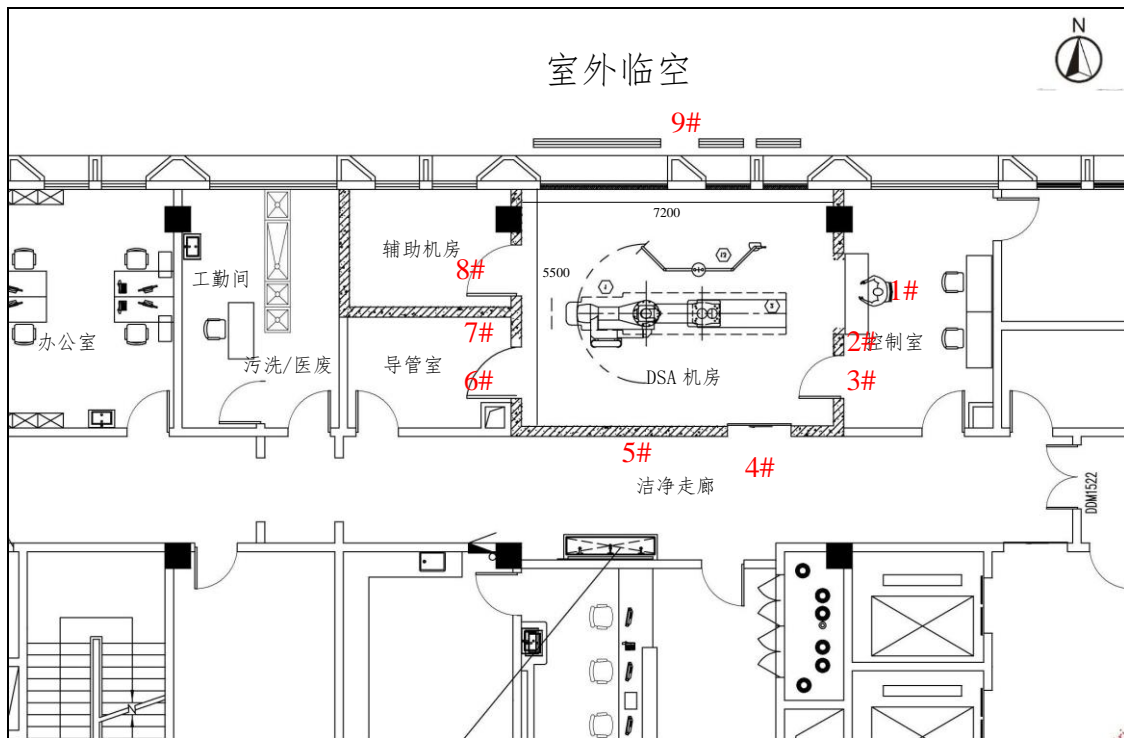 N
室外临空
9#
7200
辅助机房
8#
5500
12
工勤间
1#
办公室
7#
2#
控制室
污洗/医废
导管室
6#
DSA 机房
3#
5#
4#
洁净走廊
DDM1522
N